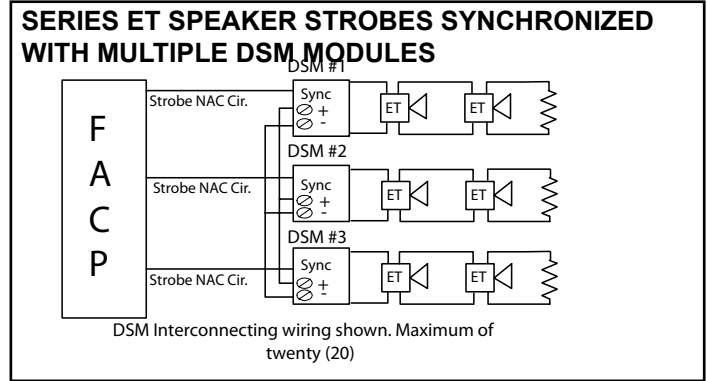 SERIES ET SPEAKER STROBES SYNCHRONIZED
WITH MULTIPLE DSM MODULES
DSM #1
Strobe NAC Cir.
Sync
+
-
ET
ET
F
A
C
P
DSM #2
Strobe NAC Cir.
Sync
+
-
ET
ET
DSM #3
Strobe NAC Cir.
Sync
+
-
ET
ET
DSM Interconnecting wiring shown. Maximum of
twenty (20)